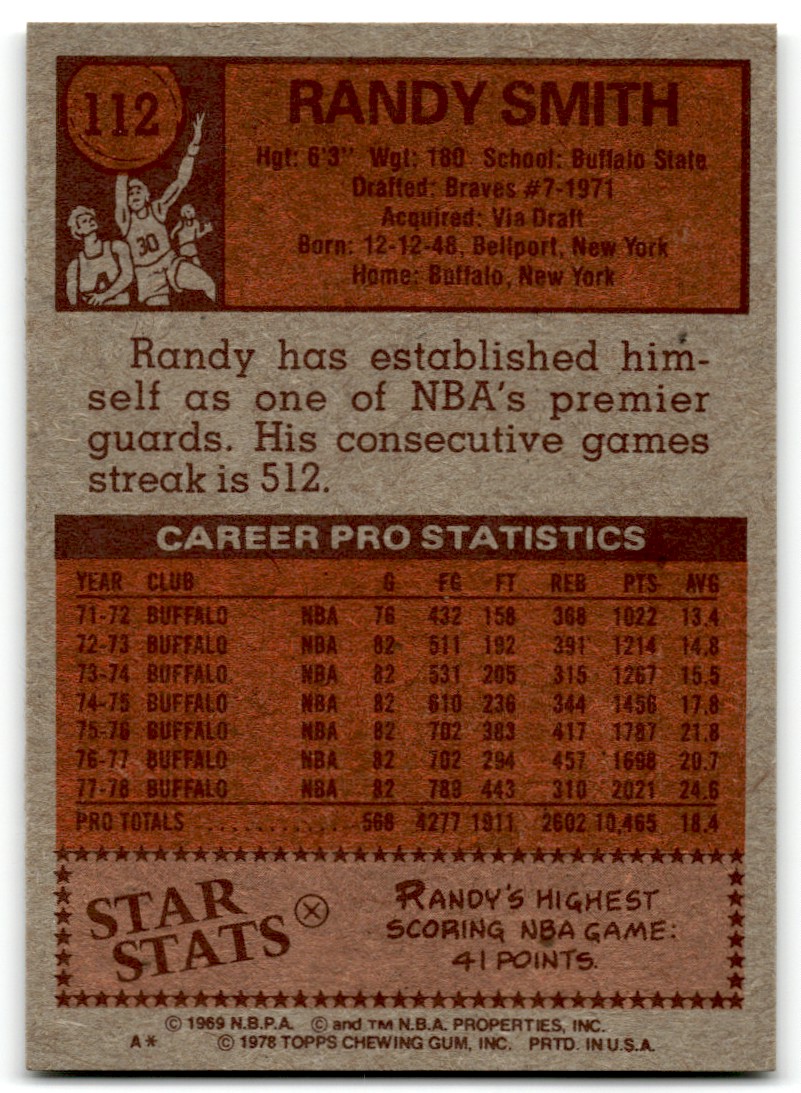 112
RANDY SMITH
Hgt: 6'3" Wgt: 180 School: Buffalo State
Drafted: Braves #7-1971
Acquired: Via Draft
Born: 12-12-48, Bellport, New York
Home: Buffalo, New York
30
Randy has established him-
self as one of NBA's premier
guards. His consecutive games
streak is 512.
CAREER PRO STATISTICS
YEAR CLUB G FG FT REB PTS AVG
71-72 BUFFALO NBA 76 432 158 368 1022 13.4
72-73 BUFFALO NBA 82 511 192 391 1214 14.8
73-74 BUFFALO NBA 82 531 205 315 1267 15.5
74-75 BUFFALO NBA 82 610 236 344 1456 17.8
75-76 BUFFALO NBA 82 702 383 417 1787 21.8
76-77 BUFFALO NBA 82 702 294 457 1698 20.7
77-78 BUFFALO NBA 82 789 443 310 2021 24.6
PRO TOTALS ............ 568 4277 1911 2602 10,465 18.4
STAR
STATS
RANDY'S HIGHEST
SCORING NBA GAME:
41 POINTS.
© 1969 N.B.P.A. © and TM N.B.A. PROPERTIES, INC.
A* © 1978 TOPPS CHEWING GUM, INC. PRTD. IN U.S.A.